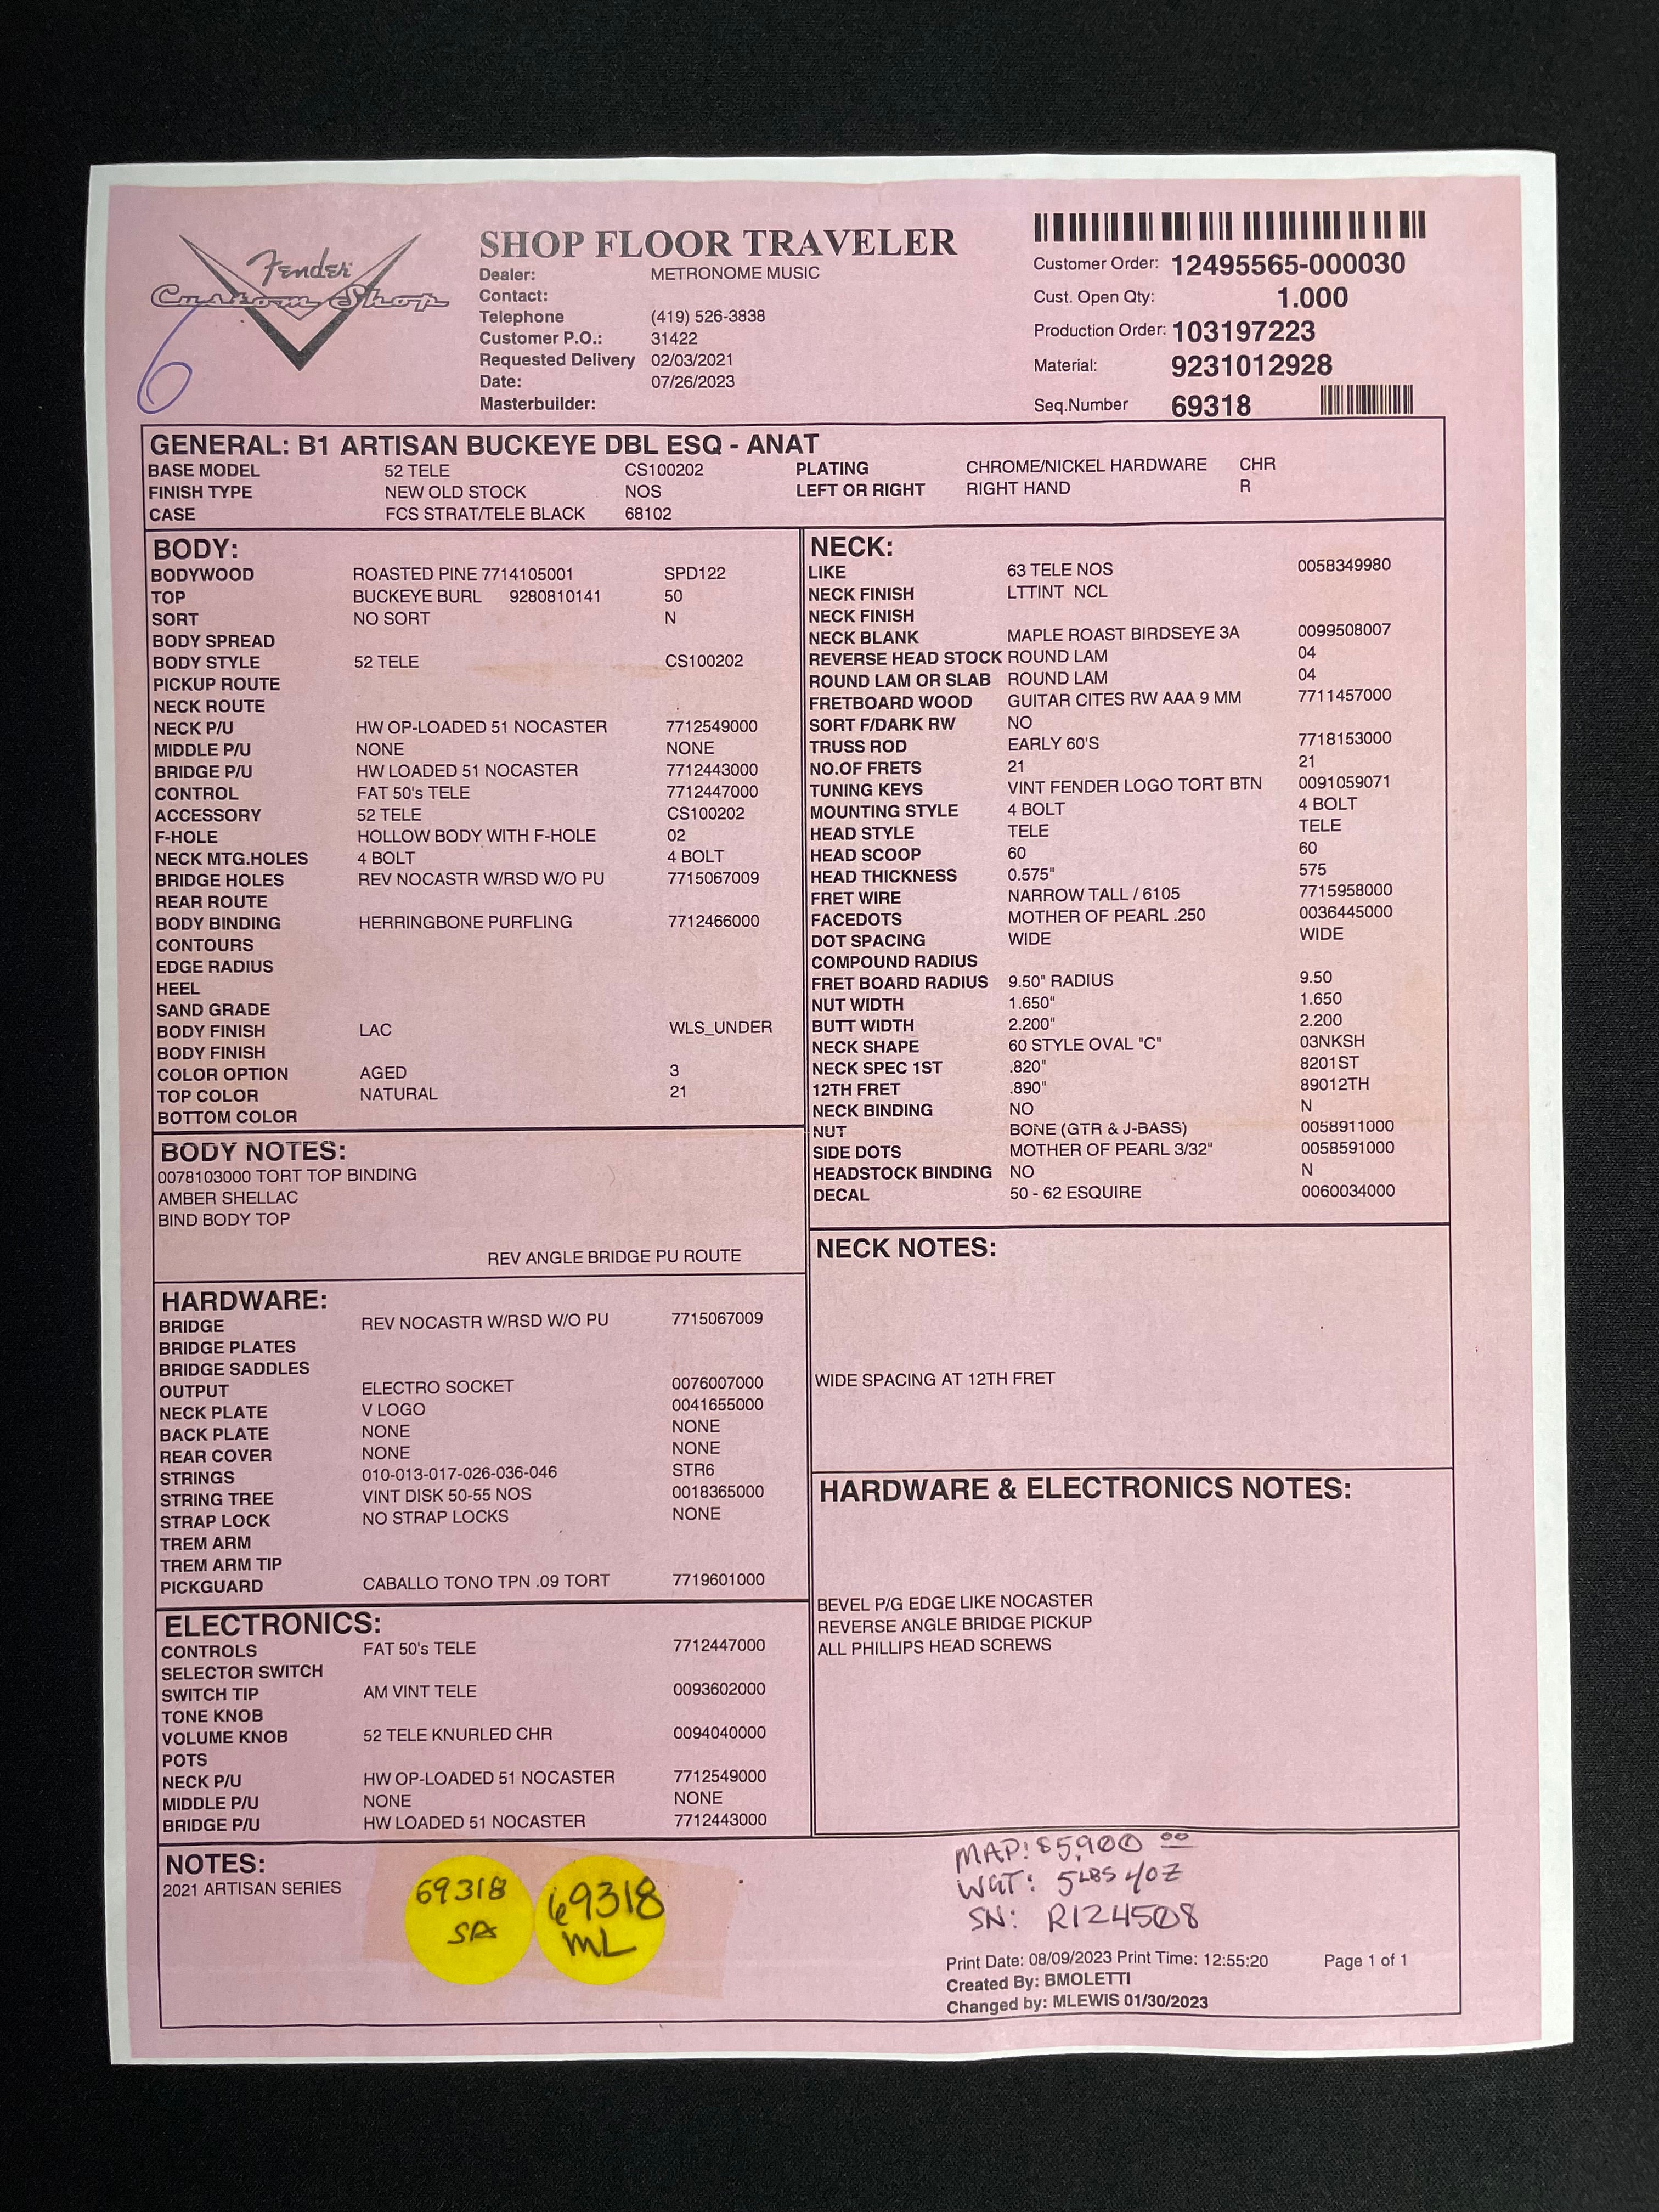 Fender
Custom Shop
6
SHOP FLOOR TRAVELER
Dealer: METRONOME MUSIC
Contact:
Telephone (419) 526-3838
Customer P.O.: 31422
Requested Delivery 02/03/2021
Date: 07/26/2023
Masterbuilder:
Customer Order: 12495565-000030
Cust. Open Qty: 1.000
Production Order: 103197223
Material: 9231012928
Seq.Number 69318
GENERAL: B1 ARTISAN BUCKEYE DBL ESQ - ANAT
BASE MODEL 52 TELE CS100202 PLATING CHROME/NICKEL HARDWARE CHR
FINISH TYPE NEW OLD STOCK NOS LEFT OR RIGHT RIGHT HAND R
CASE FCS STRAT/TELE BLACK 68102
BODY:
BODYWOOD ROASTED PINE 7714105001 SPD122
TOP BUCKEYE BURL 9280810141 50
SORT NO SORT N
BODY SPREAD
BODY STYLE 52 TELE CS100202
PICKUP ROUTE
NECK ROUTE
NECK P/U HW OP-LOADED 51 NOCASTER 7712549000
MIDDLE P/U NONE NONE
BRIDGE P/U HW LOADED 51 NOCASTER 7712443000
CONTROL FAT 50's TELE 7712447000
ACCESSORY 52 TELE CS100202
F-HOLE HOLLOW BODY WITH F-HOLE 02
NECK MTG.HOLES 4 BOLT 4 BOLT
BRIDGE HOLES REV NOCASTR W/RSD W/O PU 7715067009
REAR ROUTE
BODY BINDING HERRINGBONE PURFLING 7712466000
CONTOURS
EDGE RADIUS
HEEL
SAND GRADE
BODY FINISH LAC WLS_UNDER
BODY FINISH
COLOR OPTION AGED 3
TOP COLOR NATURAL 21
BOTTOM COLOR
BODY NOTES:
0078103000 TORT TOP BINDING
AMBER SHELLAC
BIND BODY TOP
REV ANGLE BRIDGE PU ROUTE
HARDWARE:
BRIDGE REV NOCASTR W/RSD W/O PU 7715067009
BRIDGE PLATES
BRIDGE SADDLES
OUTPUT ELECTRO SOCKET 0076007000
NECK PLATE V LOGO 0041655000
BACK PLATE NONE NONE
REAR COVER NONE NONE
STRINGS 010-013-017-026-036-046 STR6
STRING TREE VINT DISK 50-55 NOS 0018365000
STRAP LOCK NO STRAP LOCKS NONE
TREM ARM
TREM ARM TIP
PICKGUARD CABALLO TONO TPN .09 TORT 7719601000
ELECTRONICS:
CONTROLS FAT 50's TELE 7712447000
SELECTOR SWITCH
SWITCH TIP AM VINT TELE 0093602000
TONE KNOB
VOLUME KNOB 52 TELE KNURLED CHR 0094040000
POTS
NECK P/U HW OP-LOADED 51 NOCASTER 7712549000
MIDDLE P/U NONE NONE
BRIDGE P/U HW LOADED 51 NOCASTER 7712443000
NECK:
LIKE 63 TELE NOS 0058349980
NECK FINISH LTTINT NCL
NECK FINISH
NECK BLANK MAPLE ROAST BIRDSEYE 3A 0099508007
REVERSE HEAD STOCK ROUND LAM 04
ROUND LAM OR SLAB ROUND LAM 04
FRETBOARD WOOD GUITAR CITES RW AAA 9 MM 7711457000
SORT F/DARK RW NO
TRUSS ROD EARLY 60'S 7718153000
NO.OF FRETS 21 21
TUNING KEYS VINT FENDER LOGO TORT BTN 0091059071
MOUNTING STYLE 4 BOLT 4 BOLT
HEAD STYLE TELE TELE
HEAD SCOOP 60 60
HEAD THICKNESS 0.575" 575
FRET WIRE NARROW TALL / 6105 7715958000
FACEDOTS MOTHER OF PEARL .250 0036445000
DOT SPACING WIDE WIDE
COMPOUND RADIUS
FRET BOARD RADIUS 9.50" RADIUS 9.50
NUT WIDTH 1.650" 1.650
BUTT WIDTH 2.200" 2.200
NECK SHAPE 60 STYLE OVAL "C" 03NKSH
NECK SPEC 1ST .820" 8201ST
12TH FRET .890" 89012TH
NECK BINDING NO N
NUT BONE (GTR & J-BASS) 0058911000
SIDE DOTS MOTHER OF PEARL 3/32" 0058591000
HEADSTOCK BINDING NO N
DECAL 50 - 62 ESQUIRE 0060034000
NECK NOTES:
WIDE SPACING AT 12TH FRET
HARDWARE & ELECTRONICS NOTES:
BEVEL P/G EDGE LIKE NOCASTER
REVERSE ANGLE BRIDGE PICKUP
ALL PHILLIPS HEAD SCREWS
NOTES:
2021 ARTISAN SERIES
69318
SA
69318
ML
MAP: $5,900 00
WGT: 5LBS 4OZ
SN: R124508
Print Date: 08/09/2023 Print Time: 12:55:20 Page 1 of 1
Created By: BMOLETTI
Changed by: MLEWIS 01/30/2023